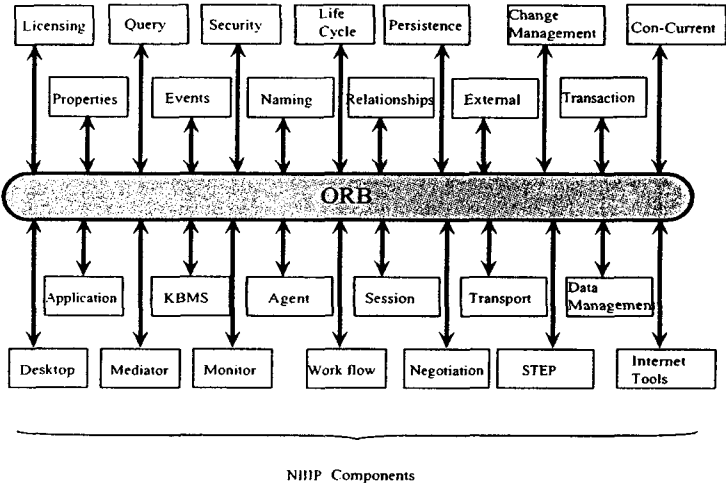 Licensing
Query
Security
Life
Cycle
Persistence
Change
Management
Con-Current
Properties
Events
Naming
Relationships
External
Transaction
ORB
Application
KBMS
Agent
Session
Transport
Data
Management
Desktop
Mediator
Monitor
Work flow
Negotiation
STEP
Internet
Tools
NIIIP Components